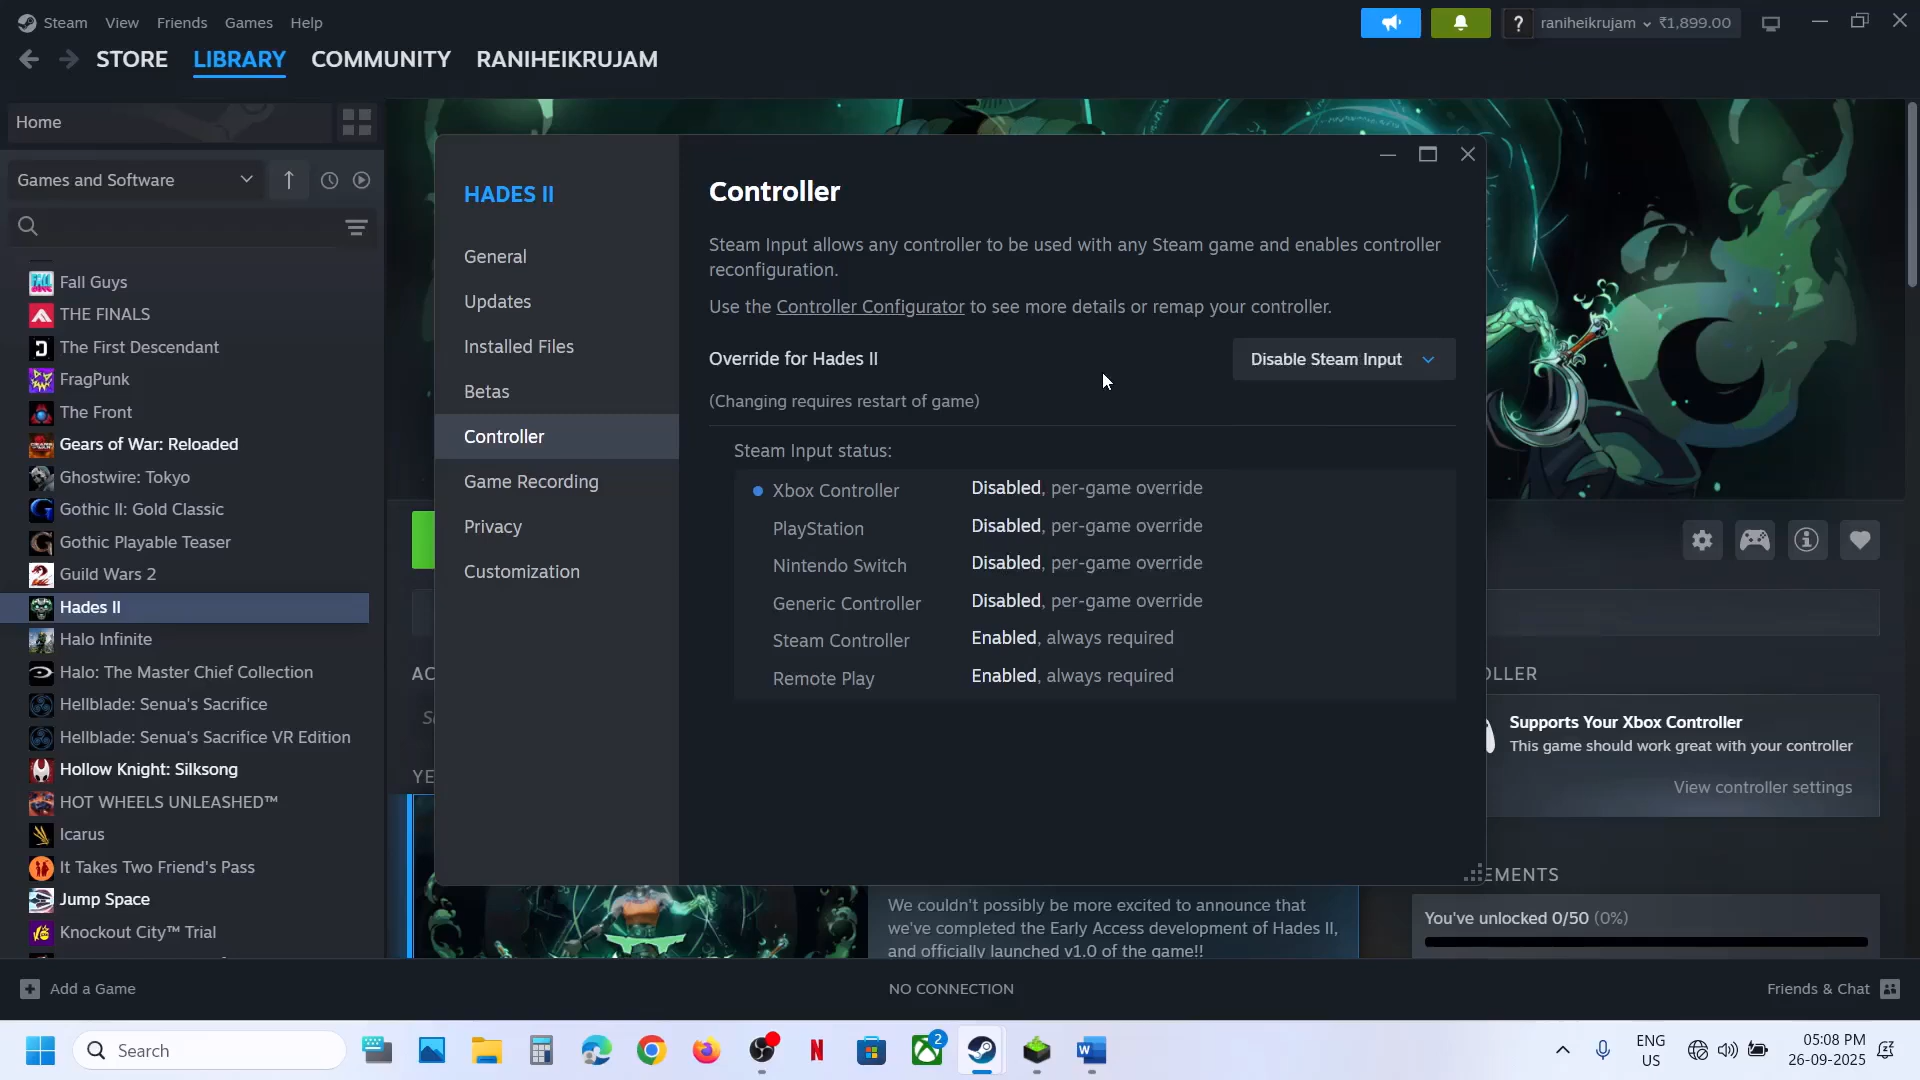 Steam View Friends Games Help
raniheikrujam ₹1,899.00
STORE LIBRARY COMMUNITY RANIHEIKRUJAM
Home
Games and Software
Fall Guys
THE FINALS
The First Descendant
FragPunk
The Front
Gears of War: Reloaded
Ghostwire: Tokyo
Gothic II: Gold Classic
Gothic Playable Teaser
Guild Wars 2
Hades II
Halo Infinite
Halo: The Master Chief Collection
Hellblade: Senua's Sacrifice
Hellblade: Senua's Sacrifice VR Edition
Hollow Knight: Silksong
HOT WHEELS UNLEASHED™
Icarus
It Takes Two Friend's Pass
Jump Space
Knockout City™ Trial
HADES II
General
Updates
Installed Files
Betas
Controller
Game Recording
Privacy
Customization
Controller
Steam Input allows any controller to be used with any Steam game and enables controller
reconfiguration.
Use the Controller Configurator to see more details or remap your controller.
Override for Hades II Disable Steam Input
(Changing requires restart of game)
Steam Input status:
Xbox Controller Disabled, per-game override
PlayStation Disabled, per-game override
Nintendo Switch Disabled, per-game override
Generic Controller Disabled, per-game override
Steam Controller Enabled, always required
Remote Play Enabled, always required
AC
YE
OLLER
Supports Your Xbox Controller
This game should work great with your controller
View controller settings
EMENTS
You've unlocked 0/50 (0%)
We couldn't possibly be more excited to announce that
we've completed the Early Access development of Hades II,
and officially launched v1.0 of the game!!
Add a Game
NO CONNECTION
Friends & Chat
Search
2
ENG
US
05:08 PM
26-09-2025